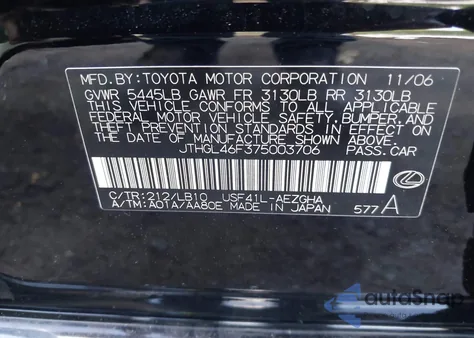 MFD.BY:TOYOTA MOTOR CORPORATION 11/06
GVWR 5445LB GAWR FR 3130LB RR 3130LB
THIS VEHICLE CONFORMS TO ALL APPLICABLE
FEDERAL MOTOR VEHICLE SAFETY,BUMPER,AND
THEFT PREVENTION STANDARDS IN EFFECT ON
THE DATE OF MANUFACTURE SHOWN ABOVE.
JTHGL46F375003706 PASS.CAR
C/TR:212/LB10 USF41L-AEZGHA
A/TM:A01A/AA80E MADE IN JAPAN 577A
autoSnap